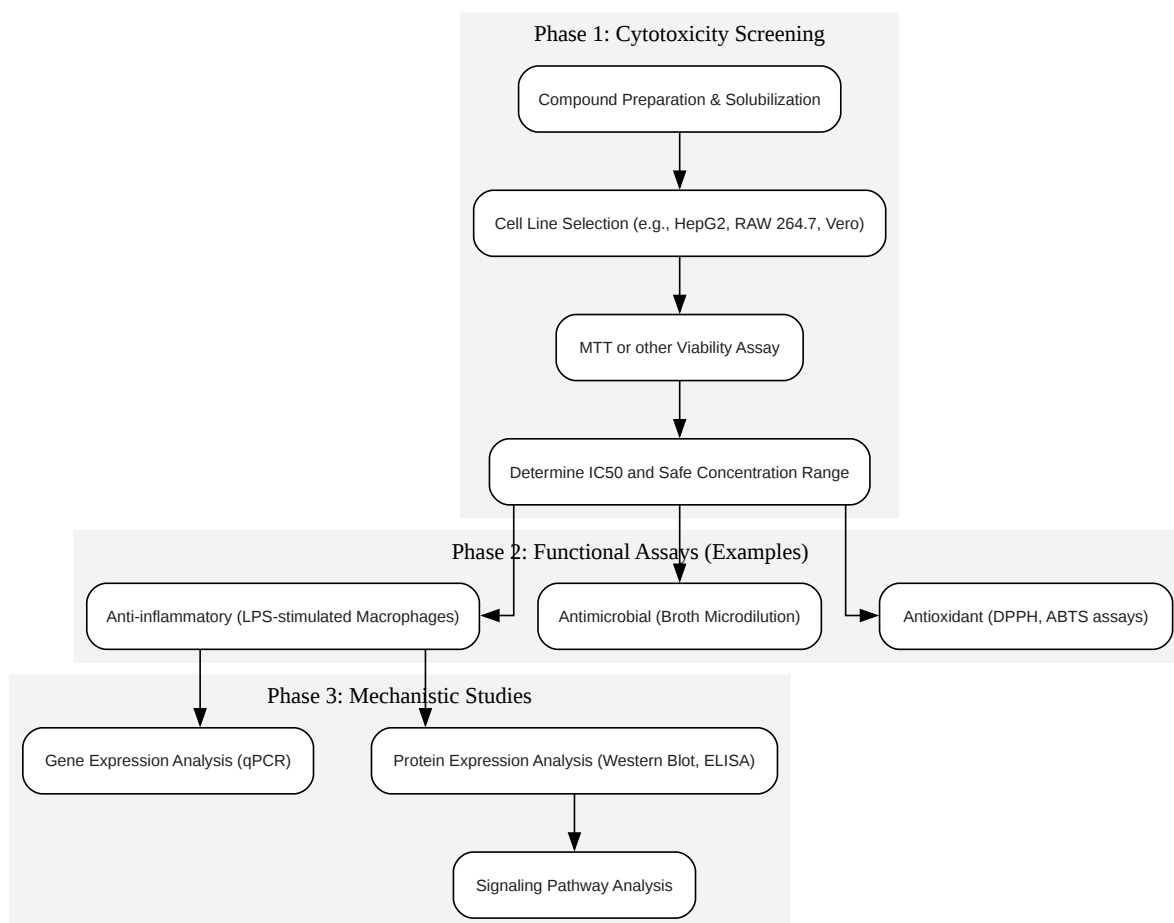 Phase 1: Cytotoxicity Screening
Compound Preparation & Solubilization
Cell Line Selection (e.g., HepG2, RAW 264.7, Vero)
MTT or other Viability Assay
Determine IC50 and Safe Concentration Range
Phase 2: Functional Assays (Examples)
Anti-inflammatory (LPS-stimulated Macrophages)
Antimicrobial (Broth Microdilution)
Antioxidant (DPPH, ABTS assays)
Phase 3: Mechanistic Studies
Gene Expression Analysis (qPCR)
Protein Expression Analysis (Western Blot, ELISA)
Signaling Pathway Analysis